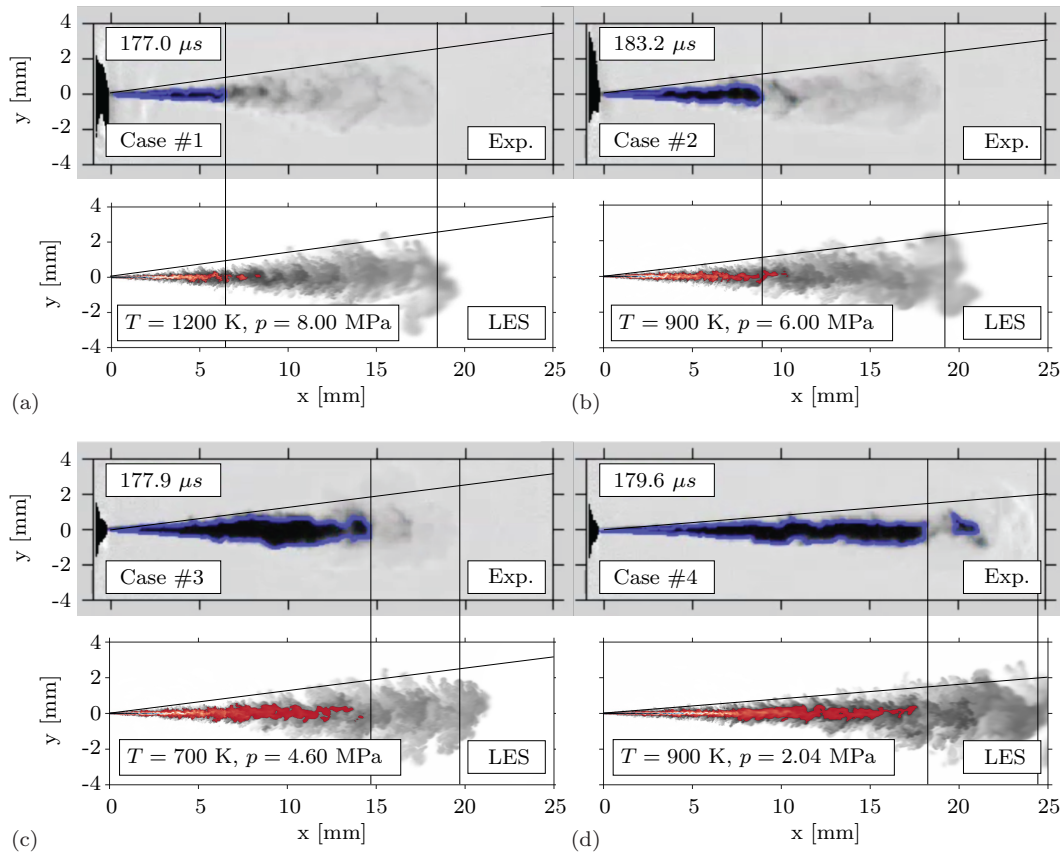 4
2
0
-2
-4
y [mm]
177.0 μs
Case #1
Exp.
183.2 μs
Case #2
Exp.
4
2
0
-2
-4
y [mm]
T = 1200 K, p = 8.00 MPa
LES
T = 900 K, p = 6.00 MPa
LES
0 5 10 15 20 25
0 5 10 15 20 25
x [mm]
x [mm]
(a)
(b)
4
2
0
-2
-4
y [mm]
177.9 μs
Case #3
Exp.
179.6 μs
Case #4
Exp.
4
2
0
-2
-4
y [mm]
T = 700 K, p = 4.60 MPa
LES
T = 900 K, p = 2.04 MPa
LES
0 5 10 15 20 25
0 5 10 15 20 25
x [mm]
x [mm]
(c)
(d)